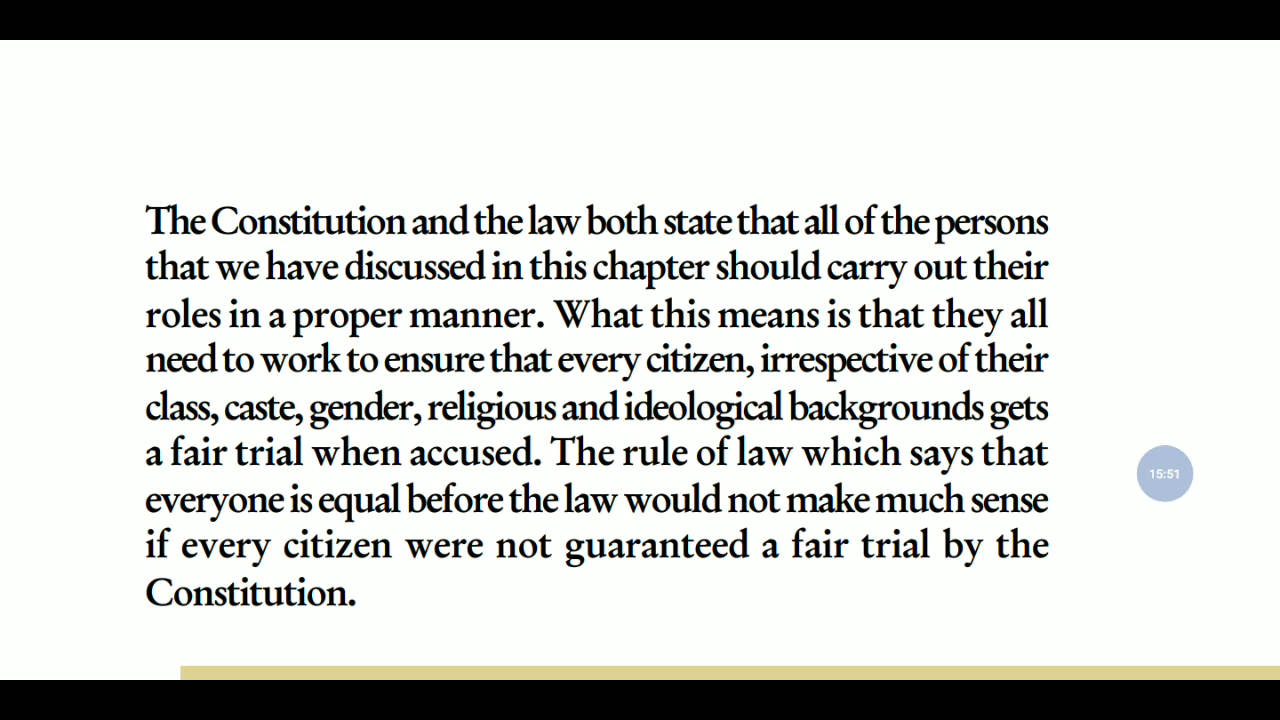 The Constitution and the law both state that all of the persons
that we have discussed in this chapter should carry out their
roles in a proper manner. What this means is that they all
need to work to ensure that every citizen, irrespective of their
class, caste, gender, religious and ideological backgrounds gets
a fair trial when accused. The rule of law which says that
everyone is equal before the law would not make much sense
if every citizen were not guaranteed a fair trial by the
Constitution.
15:51